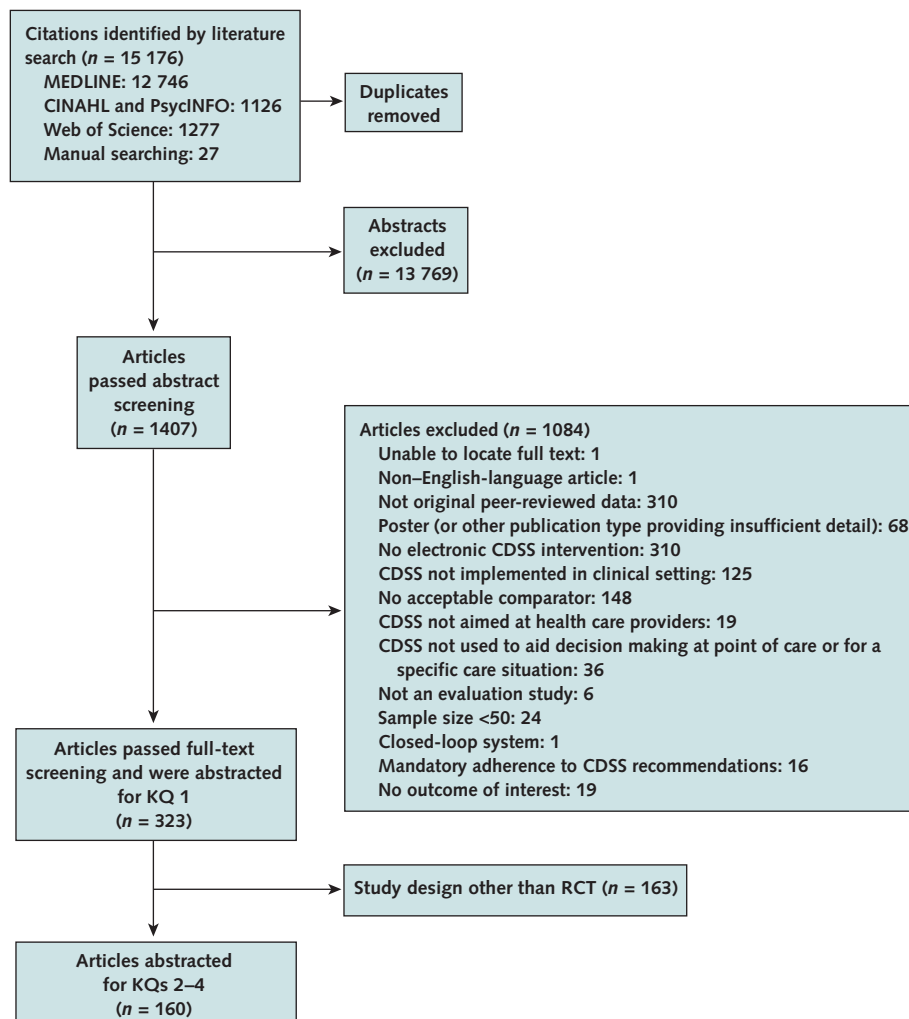 Citations identified by literature
search (n = 15 176)
MEDLINE: 12 746
CINAHL and PsycINFO: 1126
Web of Science: 1277
Manual searching: 27
Duplicates
removed
Abstracts
excluded
(n = 13 769)
Articles
passed abstract
screening
(n = 1407)
Articles excluded (n = 1084)
Unable to locate full text: 1
Non–English-language article: 1
Not original peer-reviewed data: 310
Poster (or other publication type providing insufficient detail): 68
No electronic CDSS intervention: 310
CDSS not implemented in clinical setting: 125
No acceptable comparator: 148
CDSS not aimed at health care providers: 19
CDSS not used to aid decision making at point of care or for a
specific care situation: 36
Not an evaluation study: 6
Sample size <50: 24
Closed-loop system: 1
Mandatory adherence to CDSS recommendations: 16
No outcome of interest: 19
Articles passed full-text
screening and were abstracted
for KQ 1
(n = 323)
Study design other than RCT (n = 163)
Articles abstracted
for KQs 2–4
(n = 160)